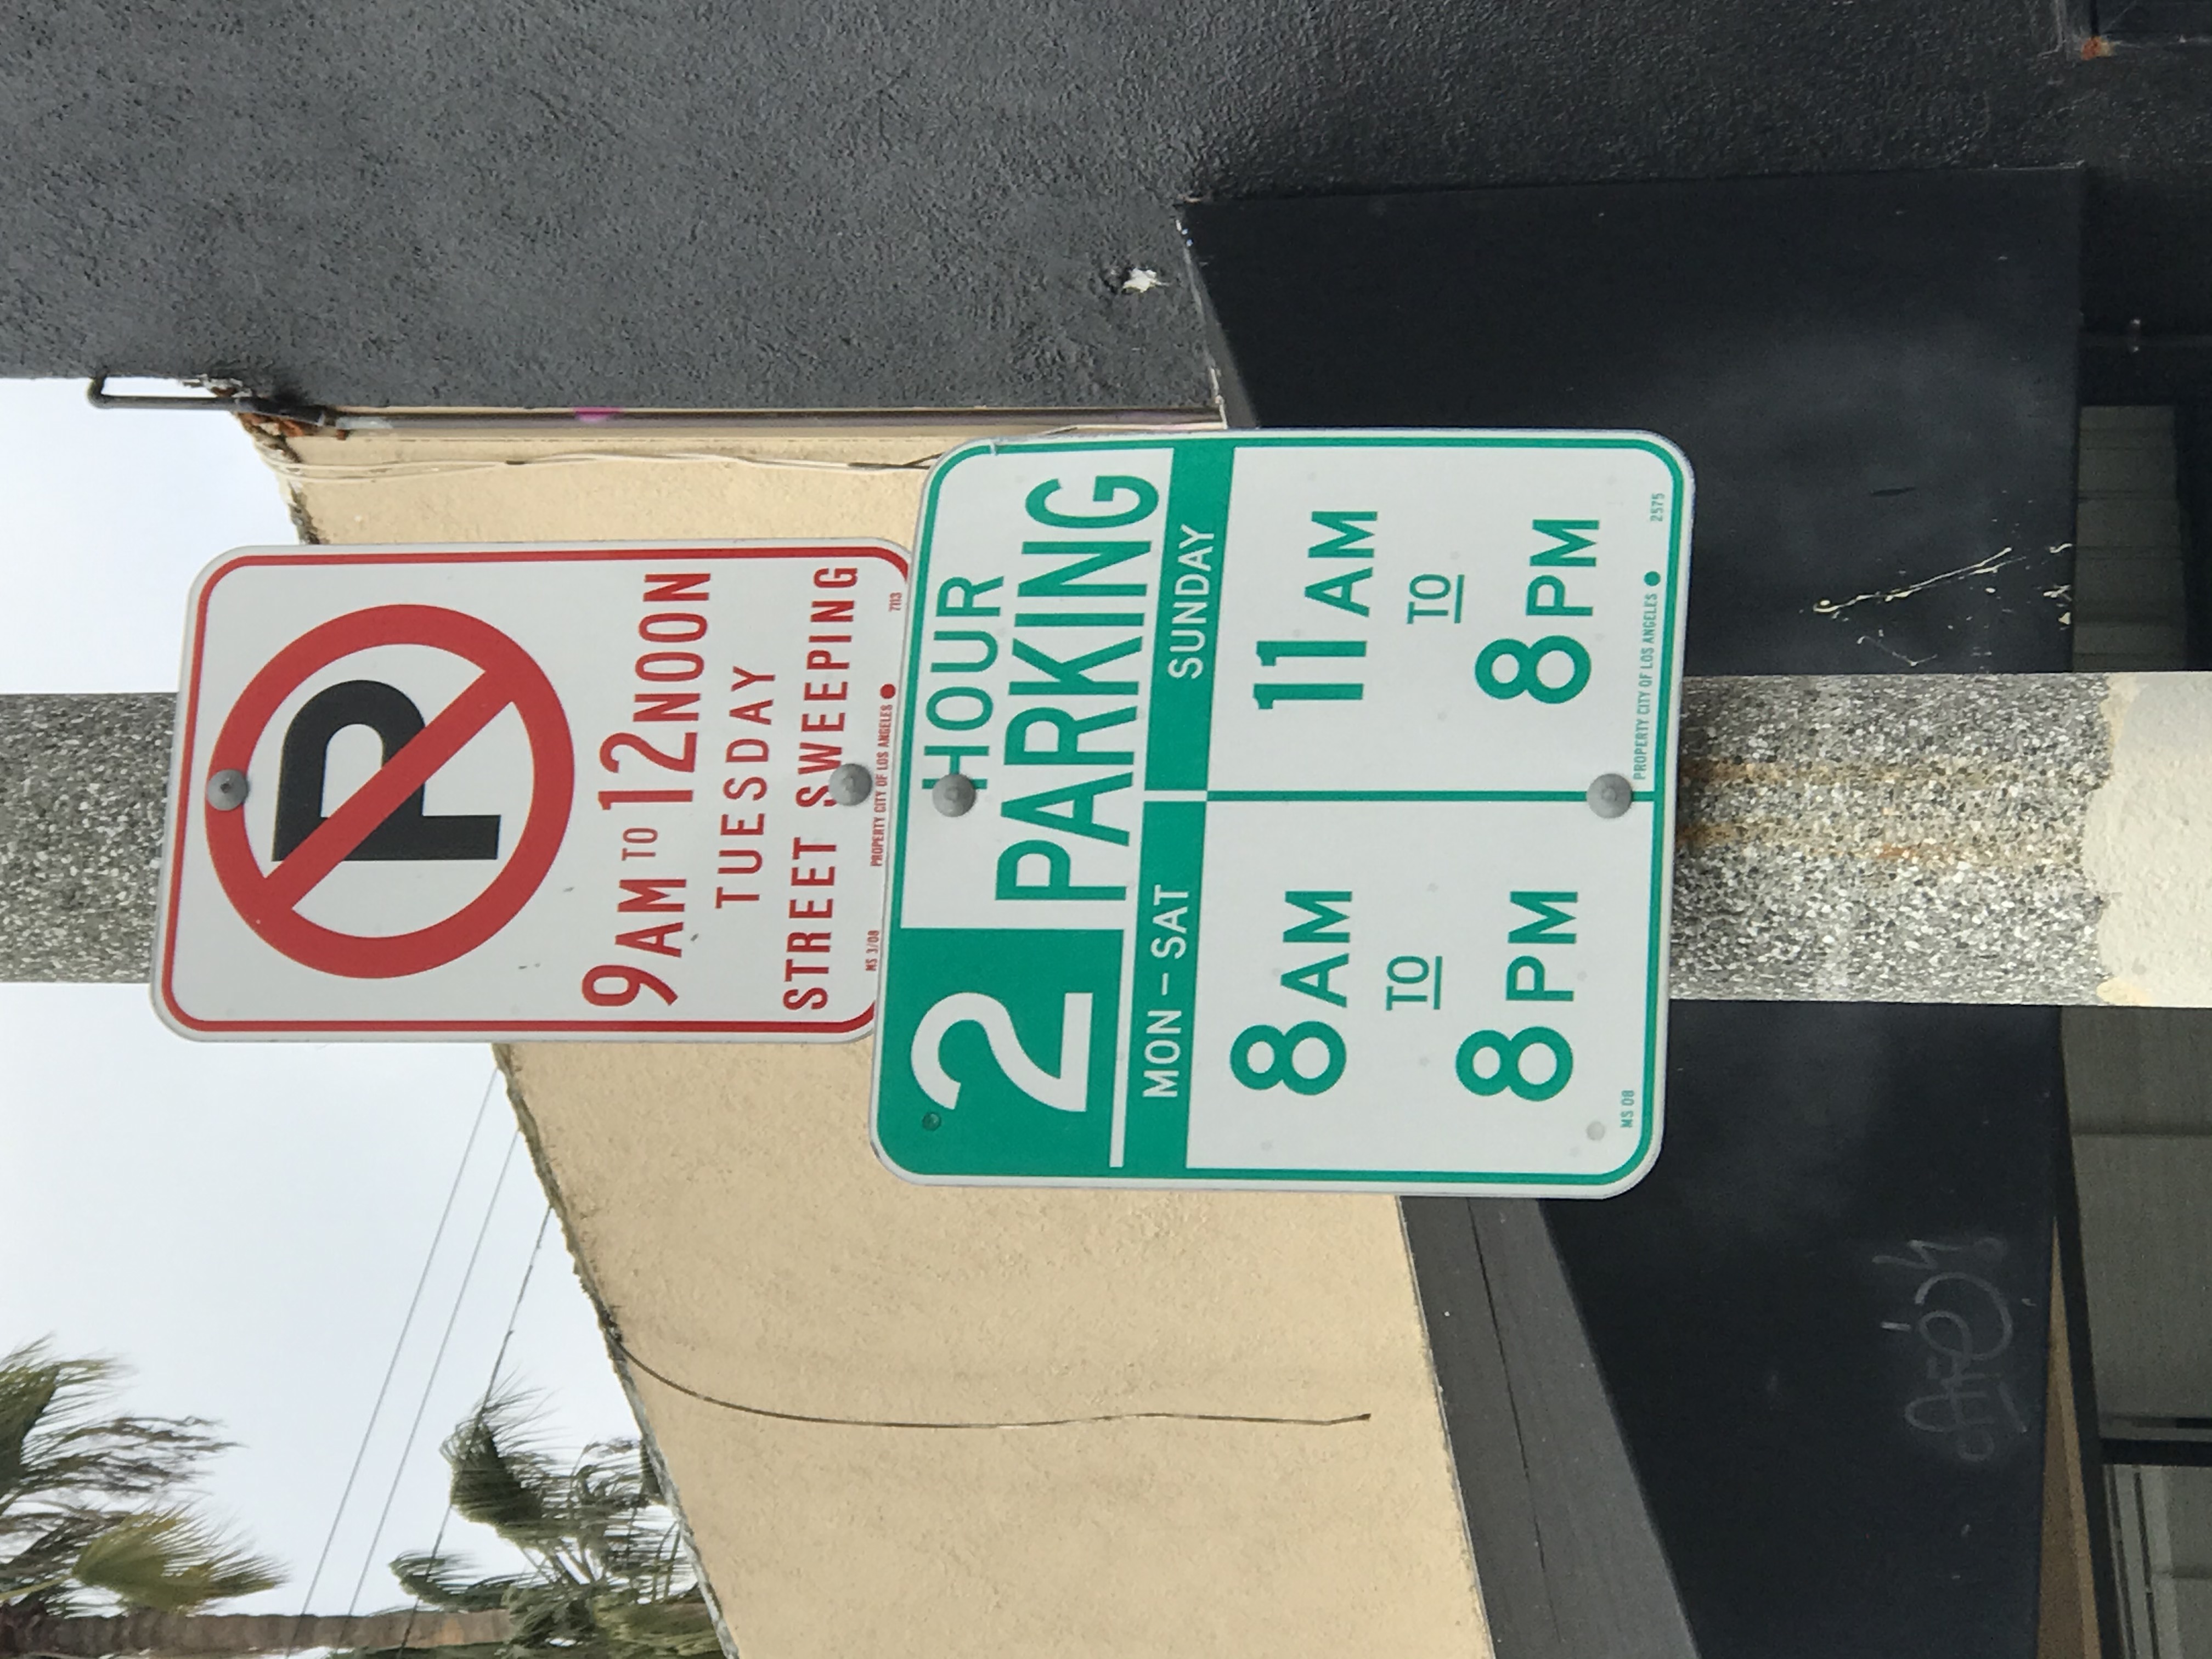 P
9AM TO 12NOON
TUESDAY
STREET SWEEPING
MS 3/08 PROPERTY CITY OF LOS ANGELES 7113
2 HOUR
PARKING
MON - SAT
8AM
TO
8PM
SUNDAY
11AM
TO
8PM
MS 08 PROPERTY CITY OF LOS ANGELES 2575